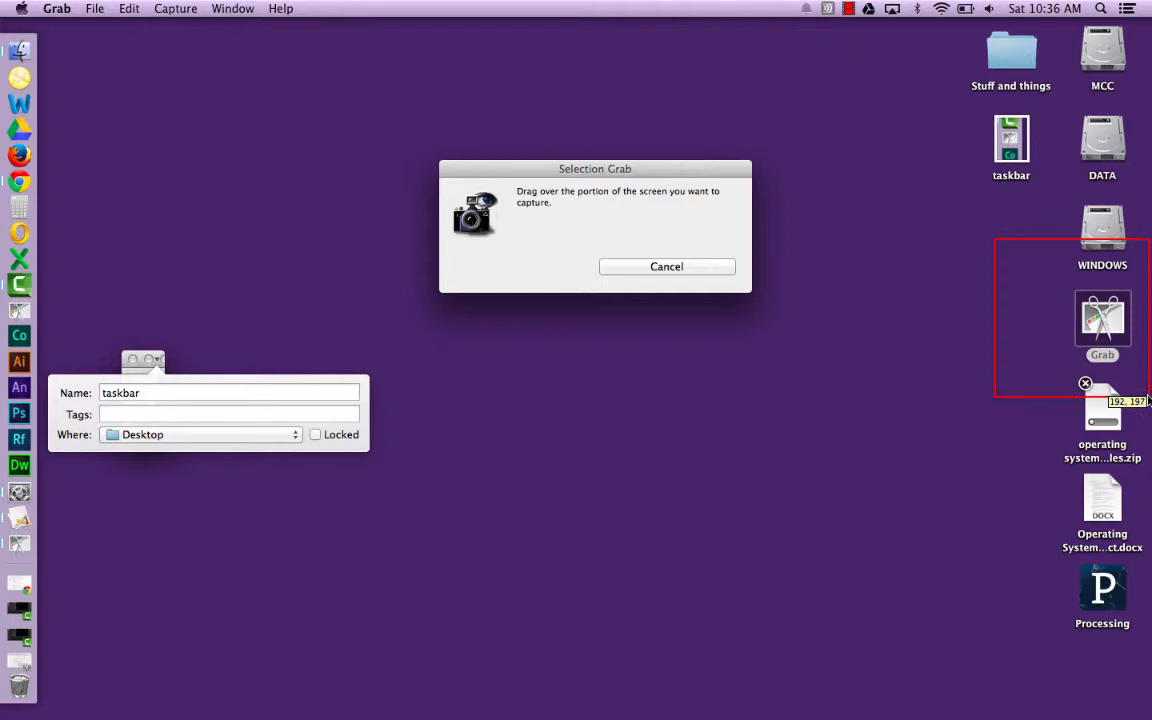 Grab File Edit Capture Window Help
Sat 10:36 AM
Stuff and things
MCC
taskbar
DATA
WINDOWS
Grab
192, 197
operating
system...les.zip
DOCX
Operating
System...ct.docx
P
Processing
Selection Grab
Drag over the portion of the screen you want to
capture.
Cancel
Name: taskbar
Tags:
Where: Desktop
Locked
W
X
C
Co
Ai
An
Ps
Rf
Dw
Co